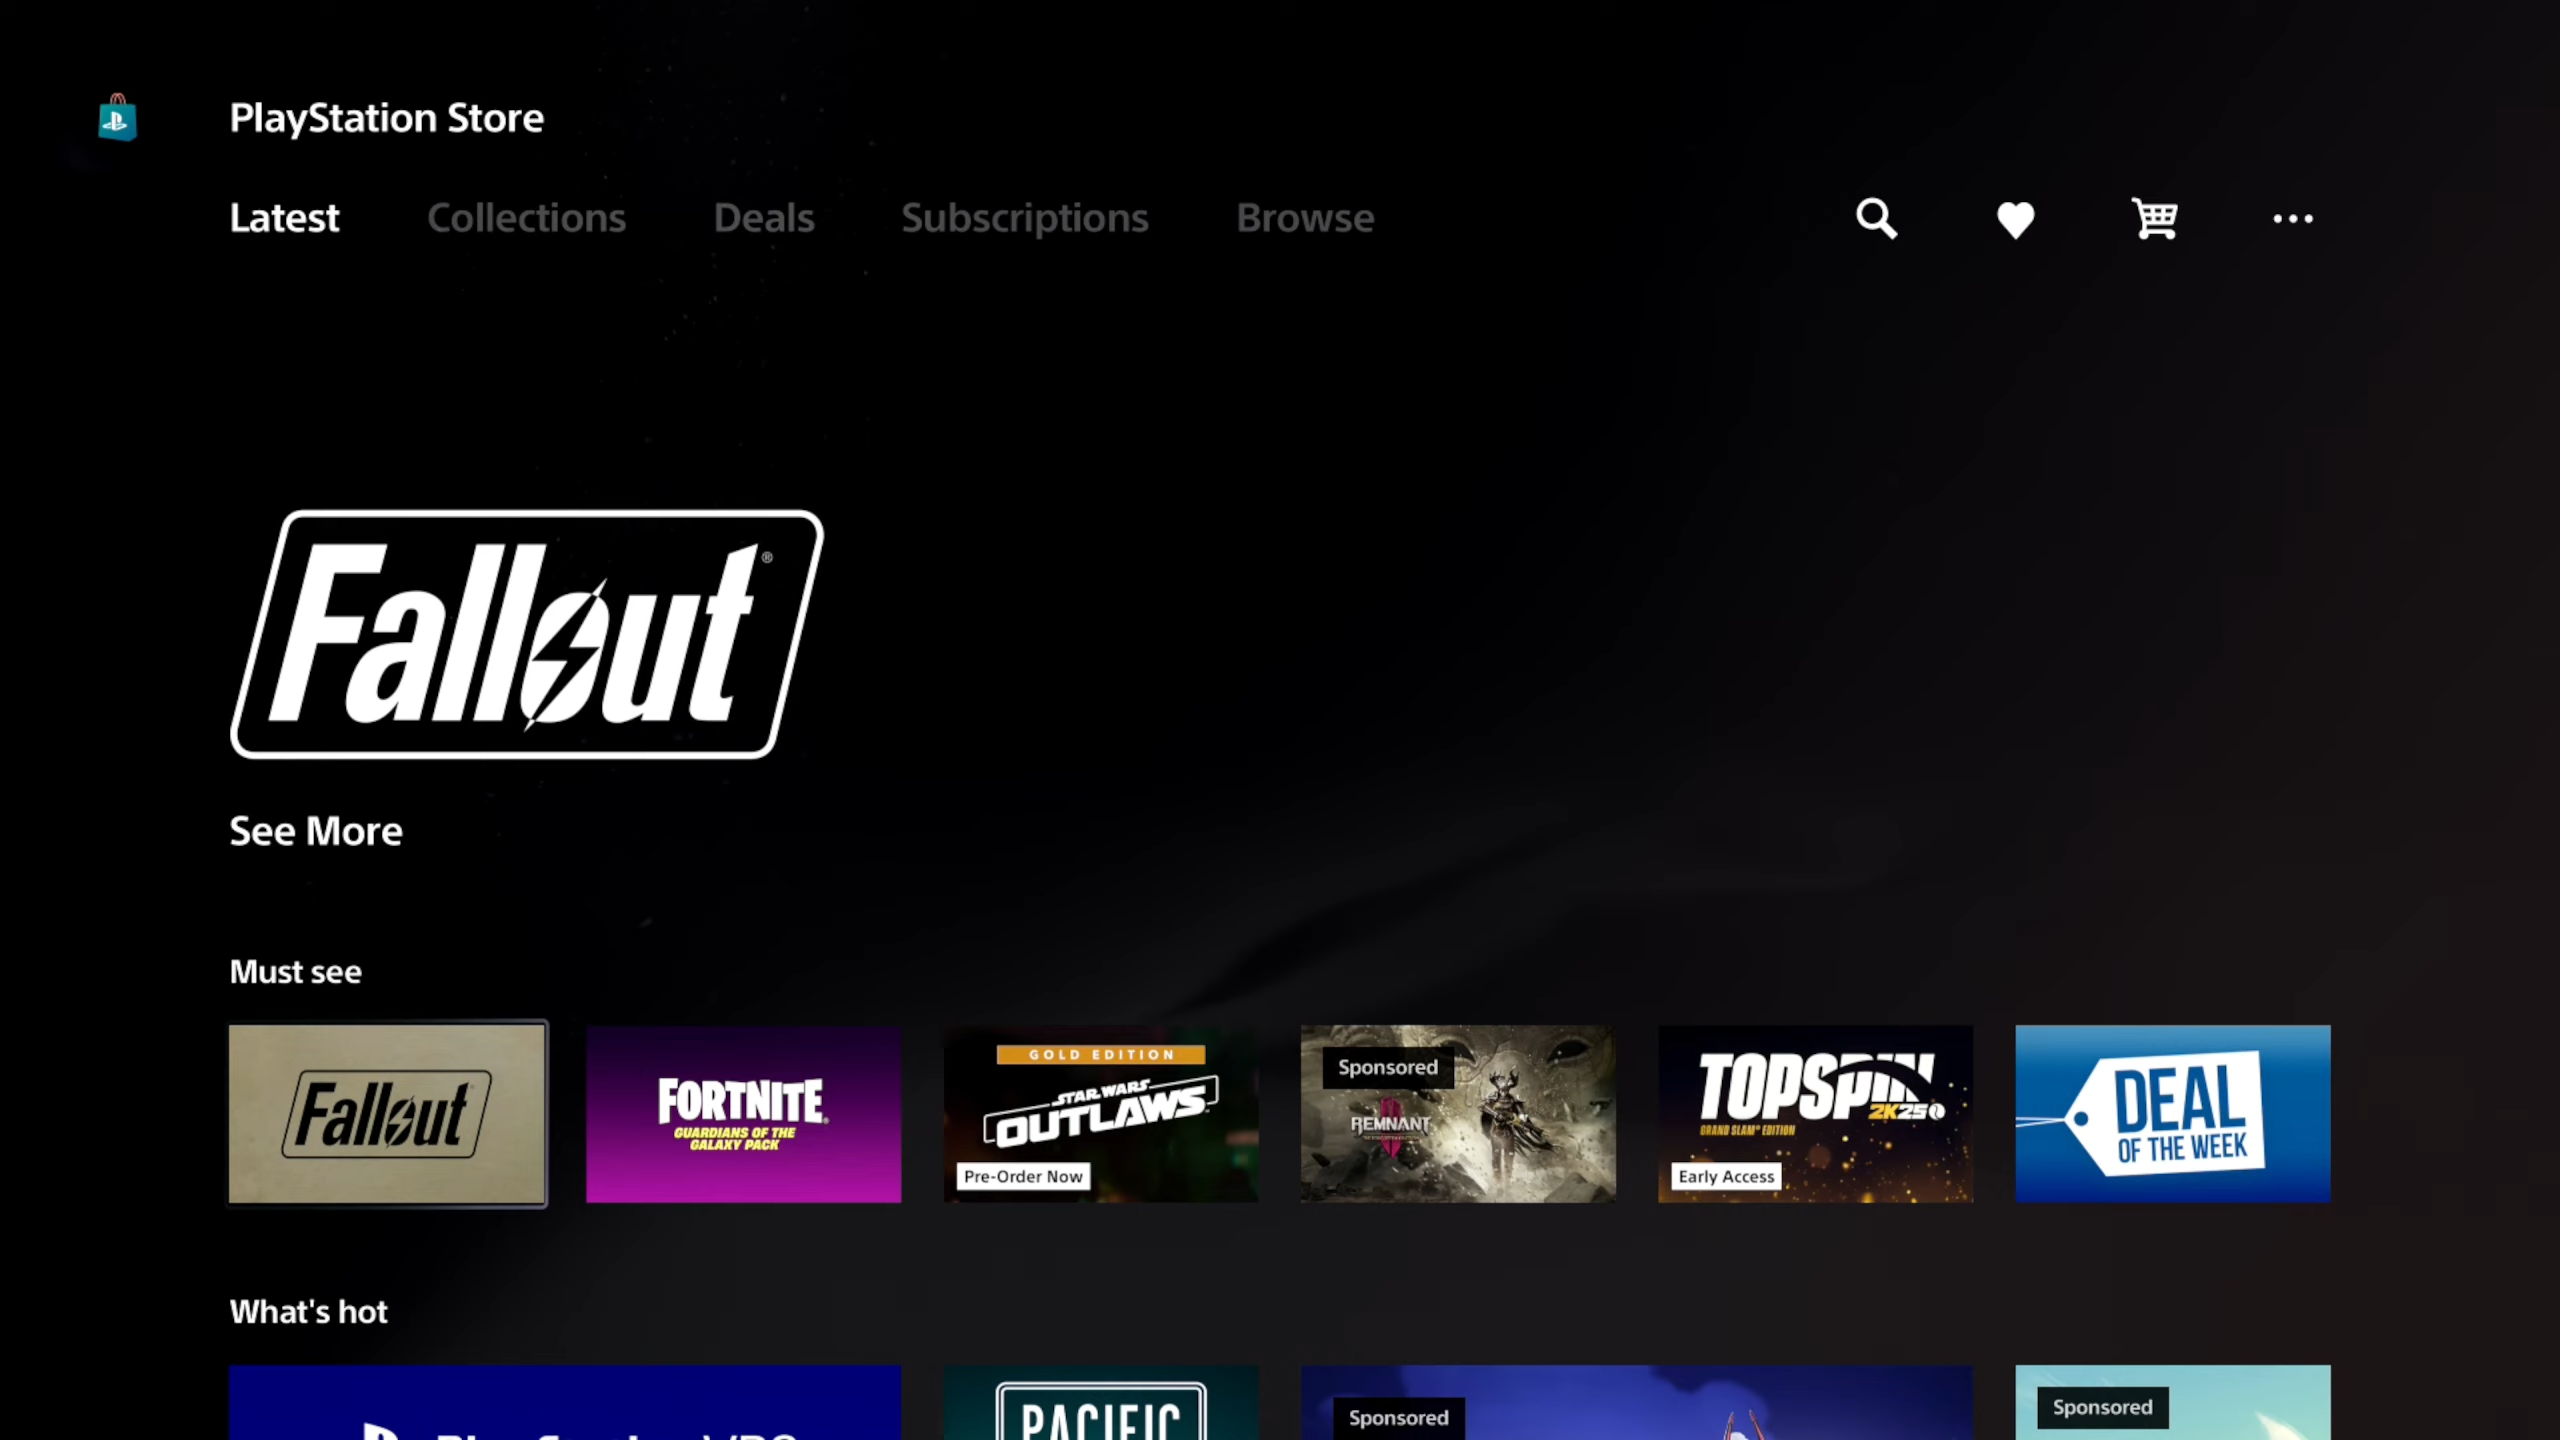 PlayStation Store
Latest Collections Deals Subscriptions Browse
Fallout®
See More
Must see
Fallout
FORTNITE
GUARDIANS OF THE
GALAXY PACK
GOLD EDITION
STAR WARS
OUTLAWS
Pre-Order Now
Sponsored
REMNANT
TOPSPIN
2K25
GRAND SLAM® EDITION
Early Access
DEAL
OF THE WEEK
What's hot
PACIFIC
Sponsored
Sponsored